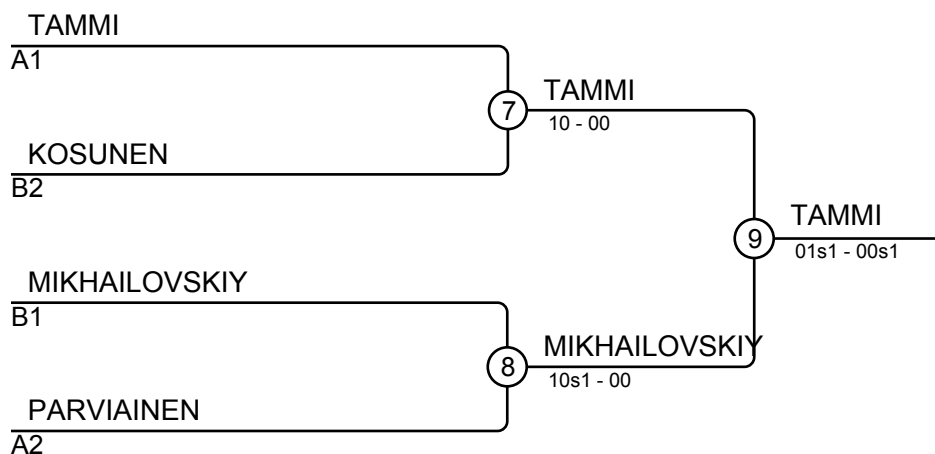 TAMMI
A1
7
TAMMI
10 - 00
KOSUNEN
B2
9
TAMMI
01s1 - 00s1
MIKHAILOVSKIY
B1
8
MIKHAILOVSKIY
10s1 - 00
PARVIAINEN
A2